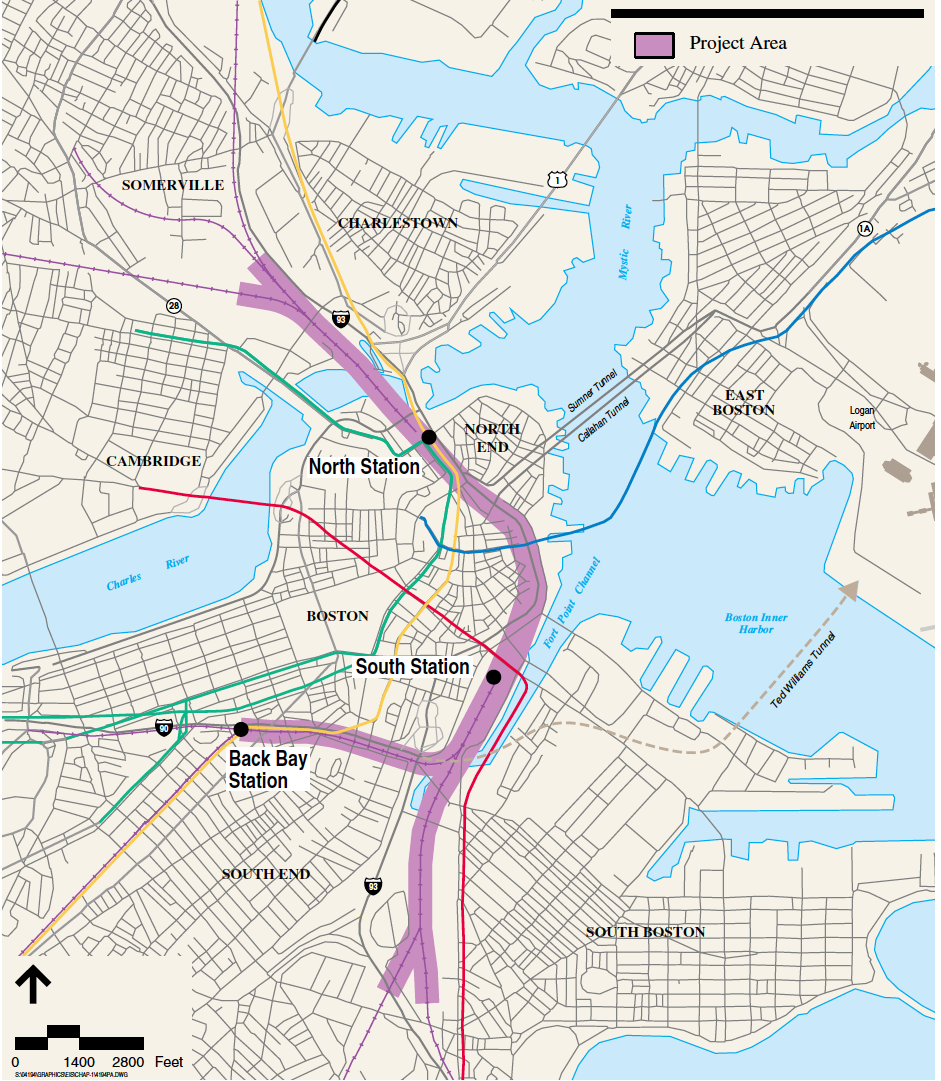 Project Area
SOMERVILLE
1
CHARLESTOWN
Mystic River
1A
28
93
Sumner Tunnel
Callahan Tunnel
EAST
BOSTON
Logan
Airport
NORTH
END
CAMBRIDGE
North Station
Charles River
Fort Point Channel
BOSTON
Boston Inner
Harbor
South Station
Ted Williams Tunnel
90
Back Bay
Station
SOUTH END
93
SOUTH BOSTON
0 1400 2800 Feet